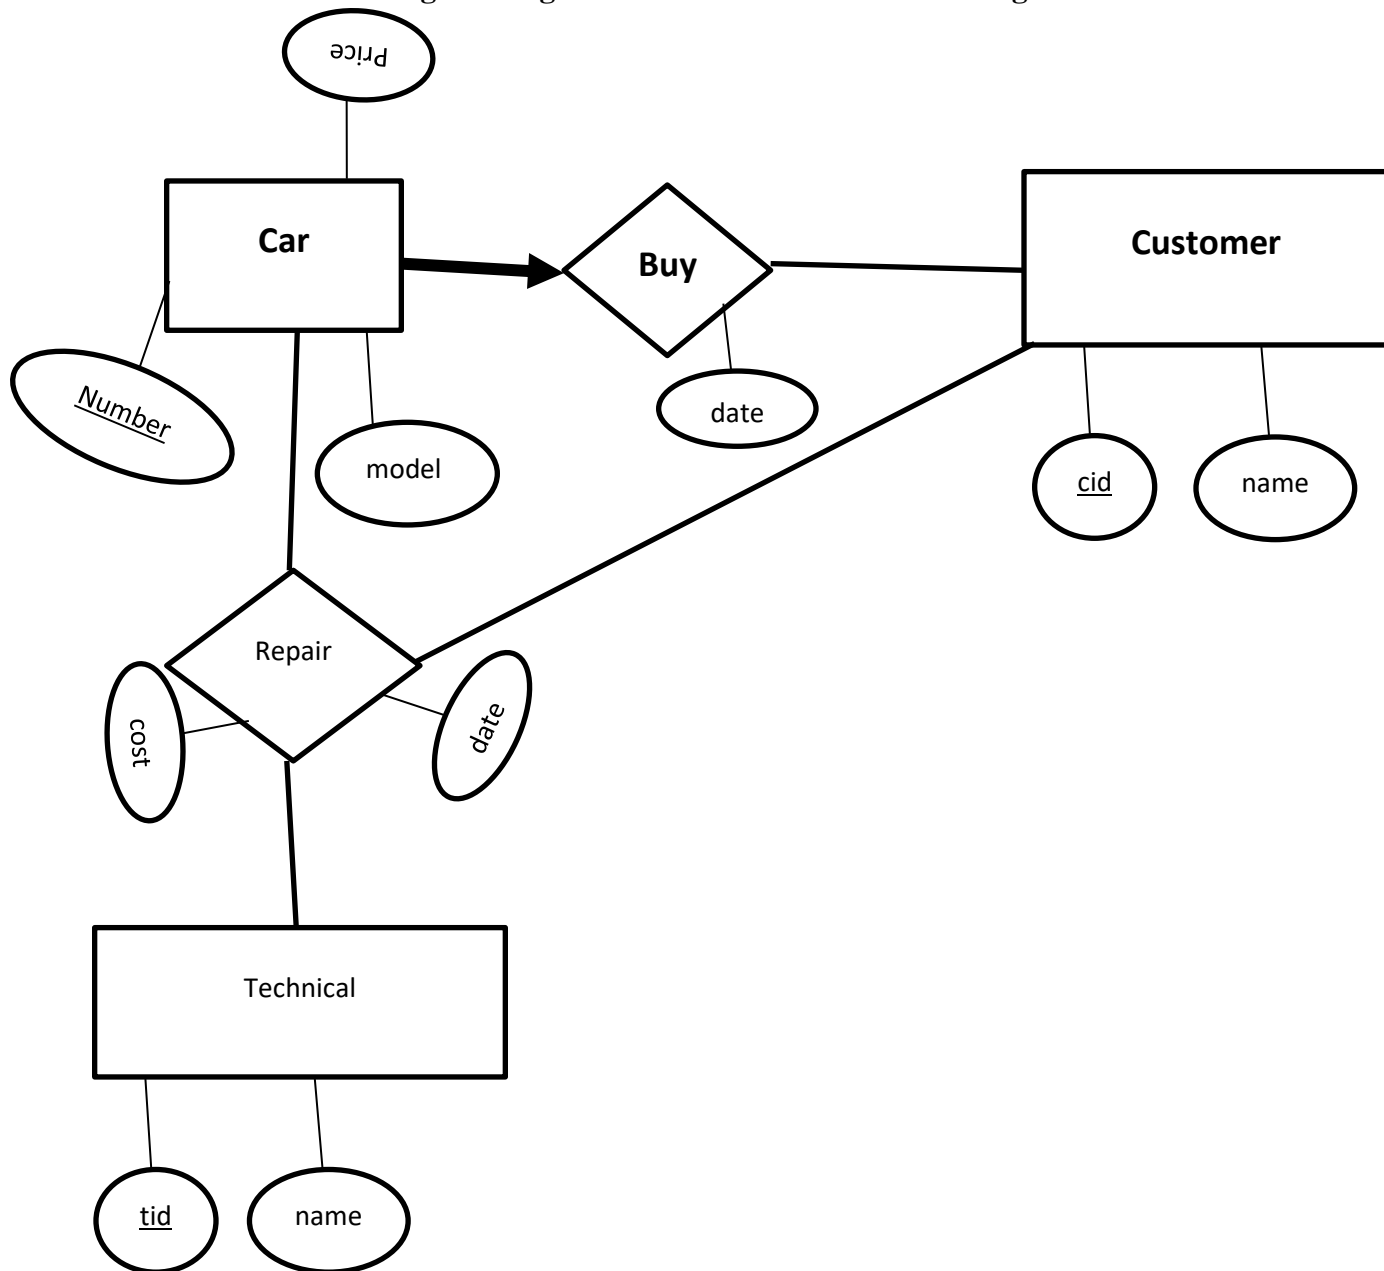 Price
Car
Buy
Customer
Number
model
date
cid
name
Repair
cost
date
Technical
tid
name